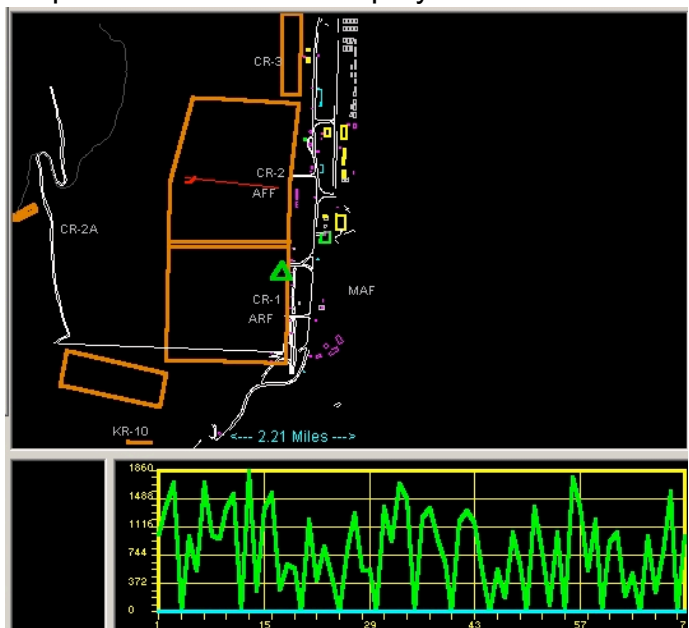 CR-3
CR-2
AFF
CR-2A
CR-1
MAF
ARF
KR-10
<--- 2.21 Miles --->
1860
1488
1116
744
372
0
1 15 29 43 57